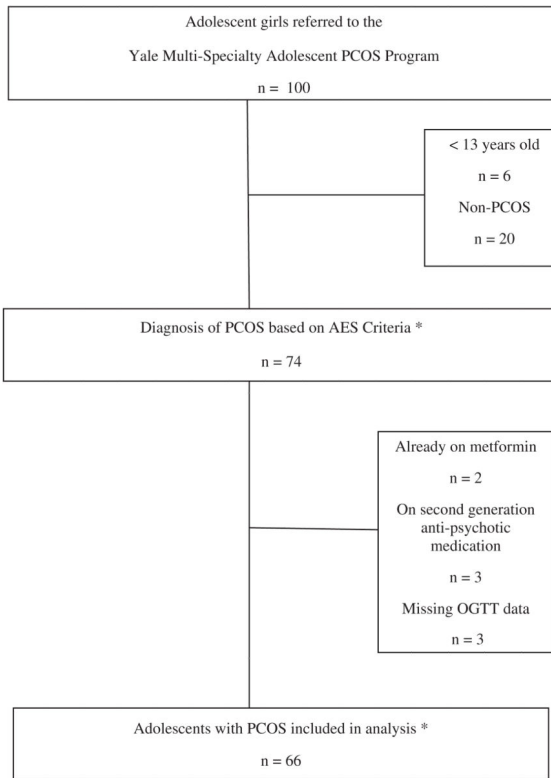 Adolescent girls referred to the
Yale Multi-Specialty Adolescent PCOS Program
n = 100
< 13 years old
n = 6
Non-PCOS
n = 20
Diagnosis of PCOS based on AES Criteria *
n = 74
Already on metformin
n = 2
On second generation
anti-psychotic
medication
n = 3
Missing OGTT data
n = 3
Adolescents with PCOS included in analysis *
n = 66